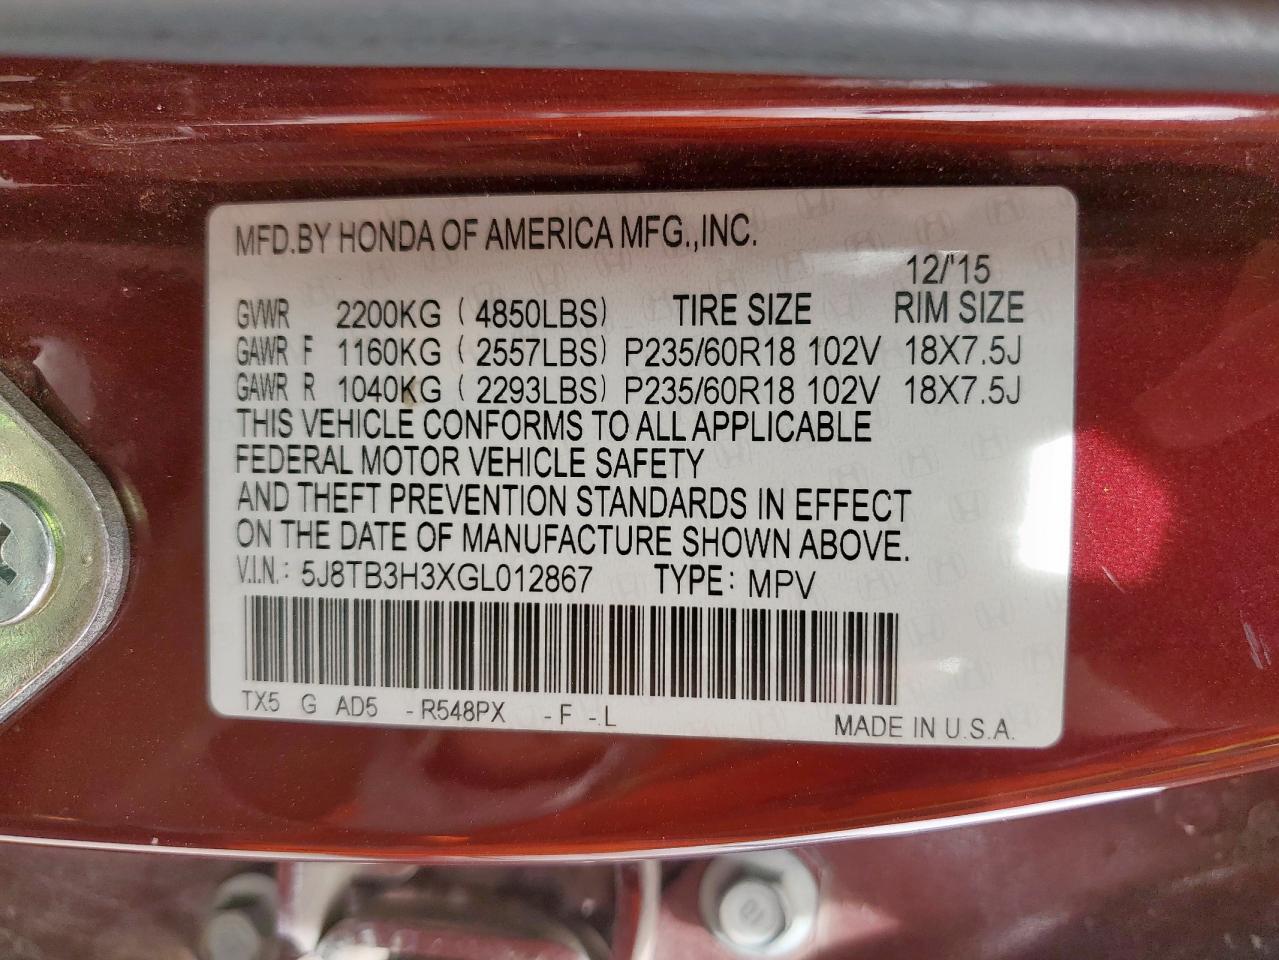 MFD.BY HONDA OF AMERICA MFG.,INC.
12/'15
GVWR 2200KG ( 4850LBS) TIRE SIZE RIM SIZE
GAWR F 1160KG ( 2557LBS) P235/60R18 102V 18X7.5J
GAWR R 1040KG ( 2293LBS) P235/60R18 102V 18X7.5J
THIS VEHICLE CONFORMS TO ALL APPLICABLE
FEDERAL MOTOR VEHICLE SAFETY
AND THEFT PREVENTION STANDARDS IN EFFECT
ON THE DATE OF MANUFACTURE SHOWN ABOVE.
V.I.N.: 5J8TB3H3XGL012867 TYPE: MPV
TX5 G AD5 - R548PX - F -.L
MADE IN U.S.A.